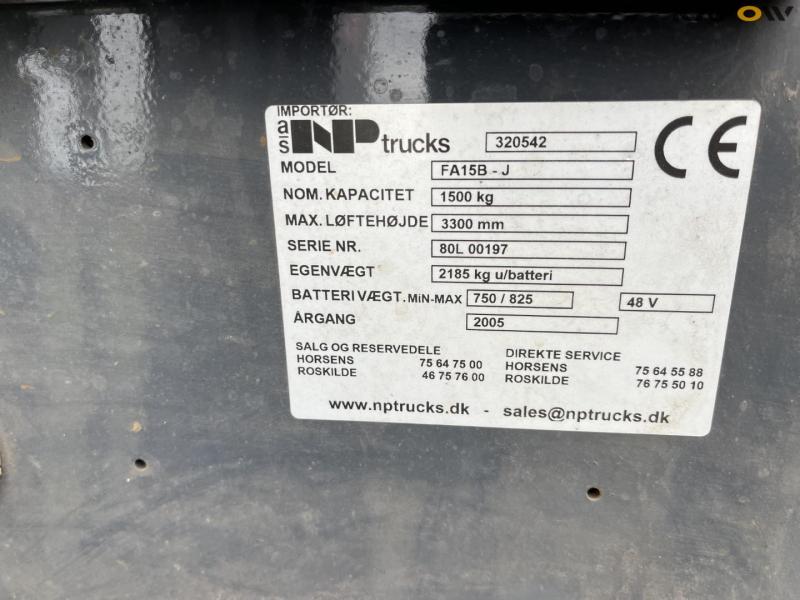 IMPORTØR:
a/s NP trucks 320542 CE
MODEL FA15B - J
NOM. KAPACITET 1500 kg
MAX. LØFTEHØJDE 3300 mm
SERIE NR. 80L 00197
EGENVÆGT 2185 kg u/batteri
BATTERIVÆGT. MiN-MAX 750 / 825 48 V
ÅRGANG 2005
SALG OG RESERVEDELE DIREKTE SERVICE
HORSENS 75 64 75 00 HORSENS 75 64 55 88
ROSKILDE 46 75 76 00 ROSKILDE 76 75 50 10
www.nptrucks.dk - sales@nptrucks.dk